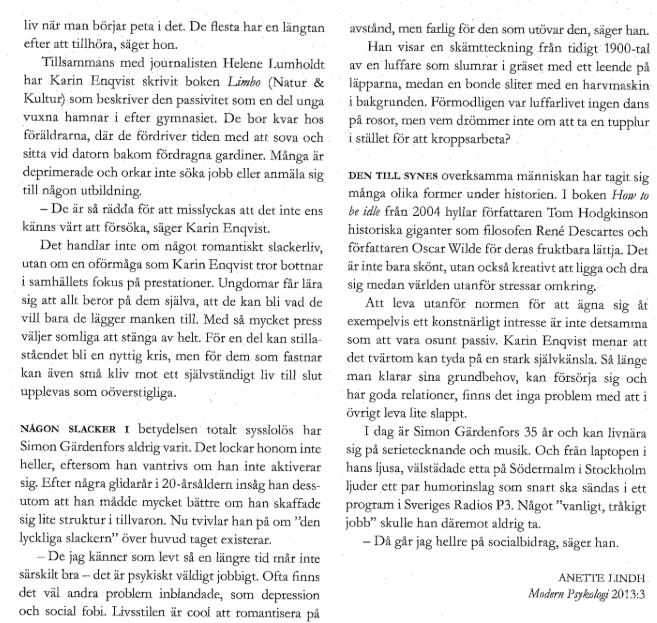 liv när man börjar peta i det. De flesta har en längtan
efter att tillhöra, säger hon.
Tillsammans med journalisten Helene Lumholdt
har Karin Enqvist skrivit boken Limbo (Natur &
Kultur) som beskriver den passivitet som en del unga
vuxna hamnar i efter gymnasiet. De bor kvar hos
föräldrarna, där de fördriver tiden med att sova och
sitta vid datorn bakom fördragna gardiner. Många är
deprimerade och orkar inte söka jobb eller anmäla sig
till någon utbildning.
– De är så rädda för att misslyckas att det inte ens
känns värt att försöka, säger Karin Enqvist.
Det handlar inte om något romantiskt slackerliv,
utan om en oförmåga som Karin Enqvist tror bottnar
i samhällets fokus på prestationer. Ungdomar får lära
sig att allt beror på dem själva, att de kan bli vad de
vill bara de lägger manken till. Med så mycket press
väljer somliga att stänga av helt. För en del kan stilla-
ståendet bli en nyttig kris, men för dem som fastnar
kan även små kliv mot ett självständigt liv till slut
upplevas som oöverstigliga.
NÅGON SLACKER I betydelsen totalt sysslolös har
Simon Gärdenfors aldrig varit. Det lockar honom inte
heller, eftersom han vantrivs om han inte aktiverar
sig. Efter några glidarår i 20-årsåldern insåg han dess-
utom att han mådde mycket bättre om han skaffade
sig lite struktur i tillvaron. Nu tvivlar han på om ”den
lyckliga slackern” över huvud taget existerar.
– De jag känner som levt så en längre tid mår inte
särskilt bra – det är psykiskt väldigt jobbigt. Ofta finns
det väl andra problem inblandade, som depression
och social fobi. Livsstilen är cool att romantisera på
avstånd, men farlig för den som utövar den, säger han.
Han visar en skämtteckning från tidigt 1900-tal
av en luffare som slumrar i gräset med ett leende på
läpparna, medan en bonde sliter med en harvmaskin
i bakgrunden. Förmodligen var luffarlivet ingen dans
på rosor, men vem drömmer inte om att ta en tupplur
i stället för att kroppsarbeta?
DEN TILL SYNES overksamma människan har tagit sig
många olika former under historien. I boken How to
be idle från 2004 hyllar författaren Tom Hodgkinson
historiska giganter som filosofen René Descartes och
författaren Oscar Wilde för deras fruktbara lättja. Det
är inte bara skönt, utan också kreativt att ligga och dra
sig medan världen utanför stressar omkring.
Att leva utanför normen för att ägna sig åt
exempelvis ett konstnärligt intresse är inte detsamma
som att vara osunt passiv. Karin Enqvist menar att
det tvärtom kan tyda på en stark självkänsla. Så länge
man klarar sina grundbehov, kan försörja sig och
har goda relationer, finns det inga problem med att i
övrigt leva lite slappt.
I dag är Simon Gärdenfors 35 år och kan livnära
sig på serietecknande och musik. Och från laptopen i
hans ljusa, välstädade etta på Södermalm i Stockholm
ljuder ett par humorinslag som snart ska sändas i ett
program i Sveriges Radios P3. Något ”vanligt, tråkigt
jobb” skulle han däremot aldrig ta.
– Då går jag hellre på socialbidrag, säger han.
ANETTE LINDH
Modern Psykologi 2013:3